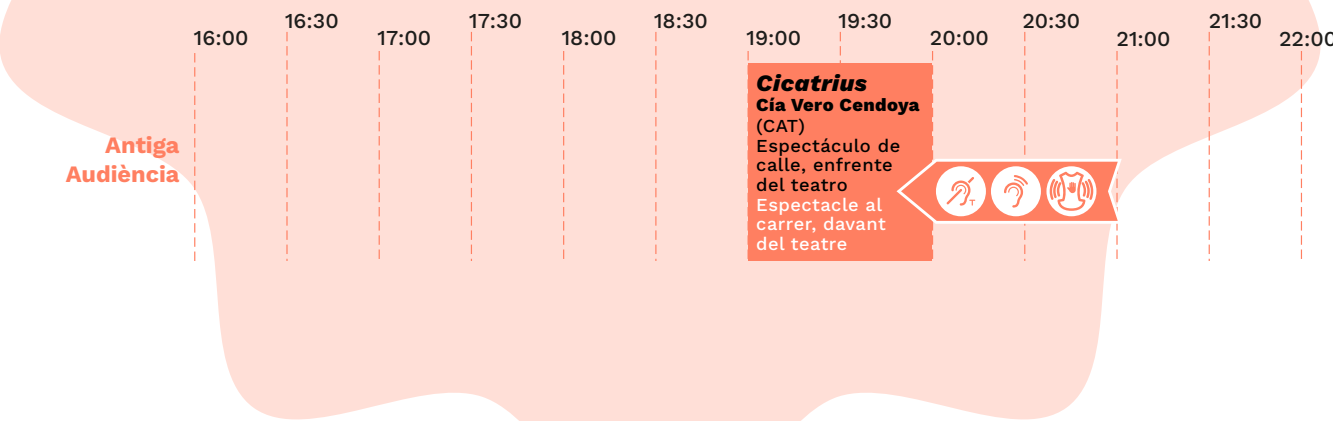 16:30 17:30 18:30 19:30 20:30 21:30
16:00 17:00 18:00 19:00 20:00 21:00 22:00
Antiga
Audiència
Cicatrius
Cía Vero Cendoya
(CAT)
Espectáculo de
calle, enfrente
del teatro
Espectacle al
carrer, davant
del teatre
T